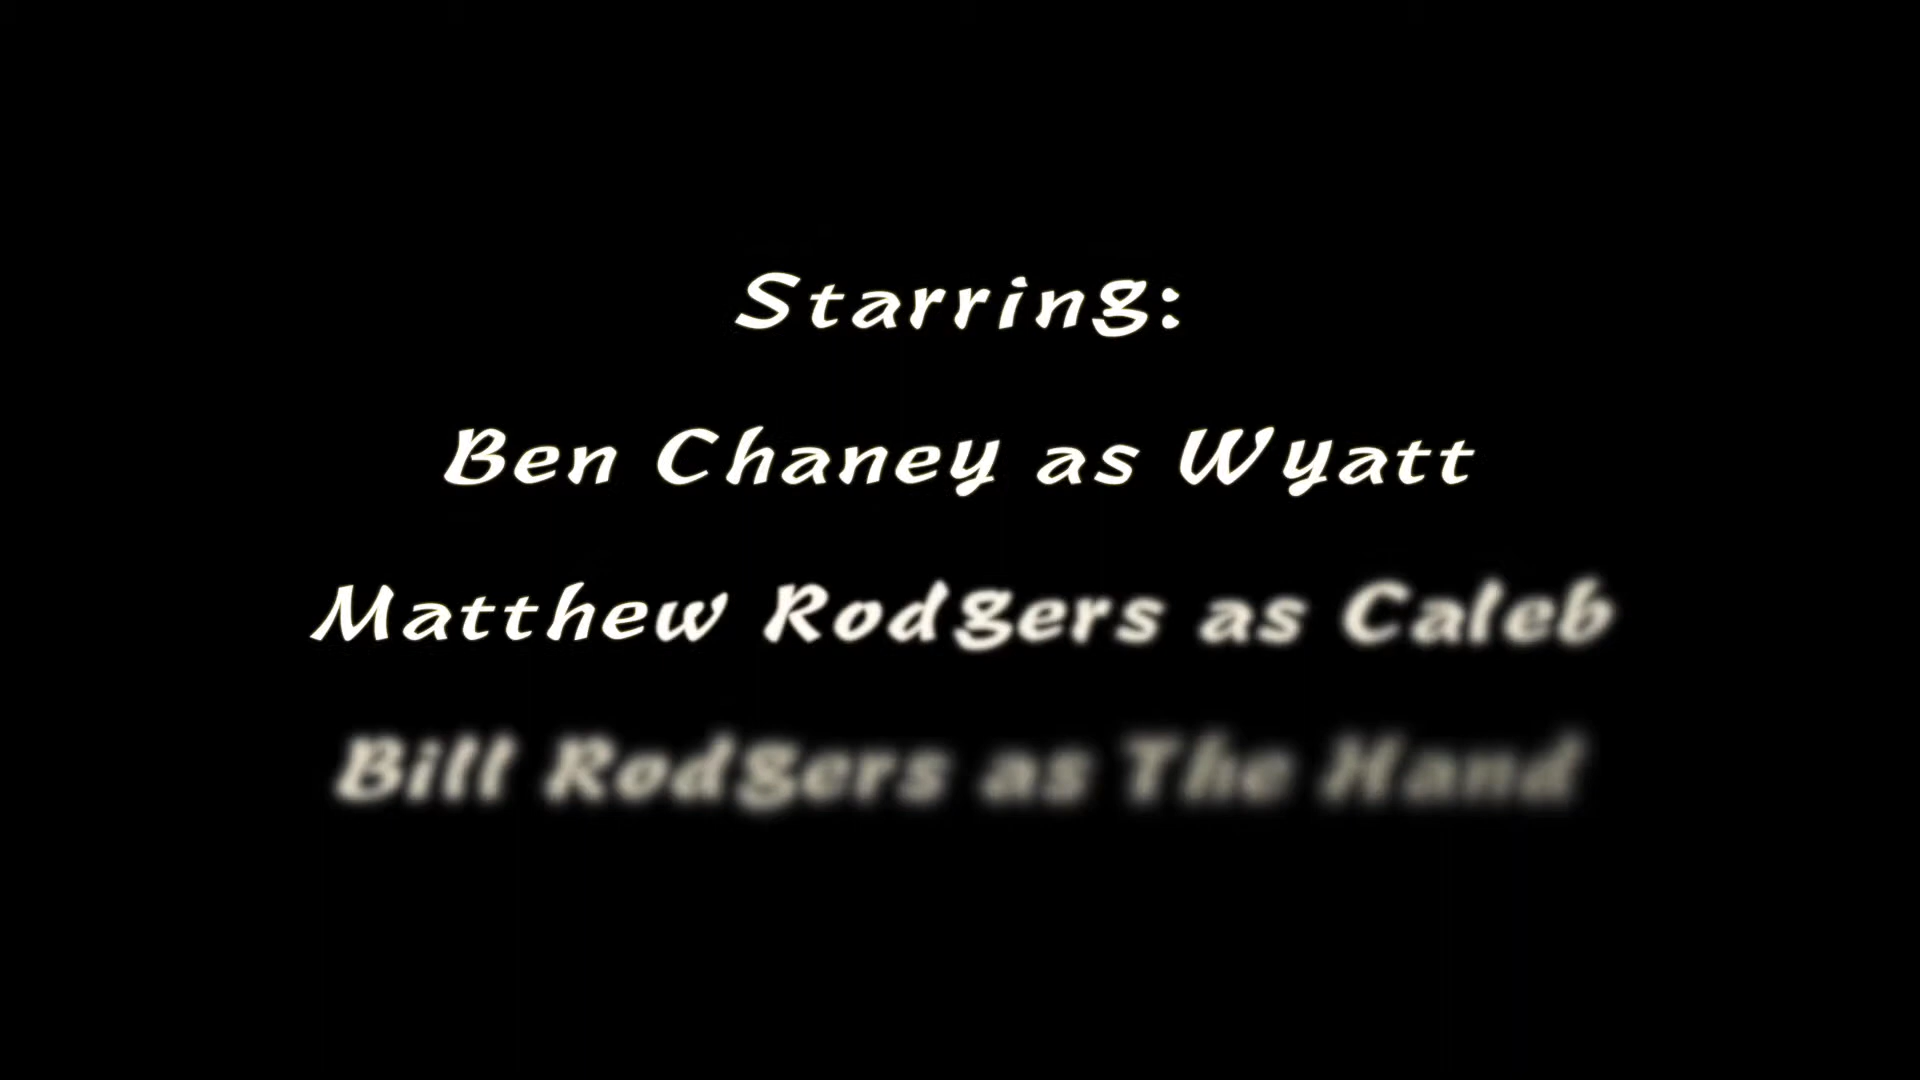 Starring:
Ben Chaney as Wyatt
Matthew Rodgers as Caleb
Bill Rodgers as The Hand